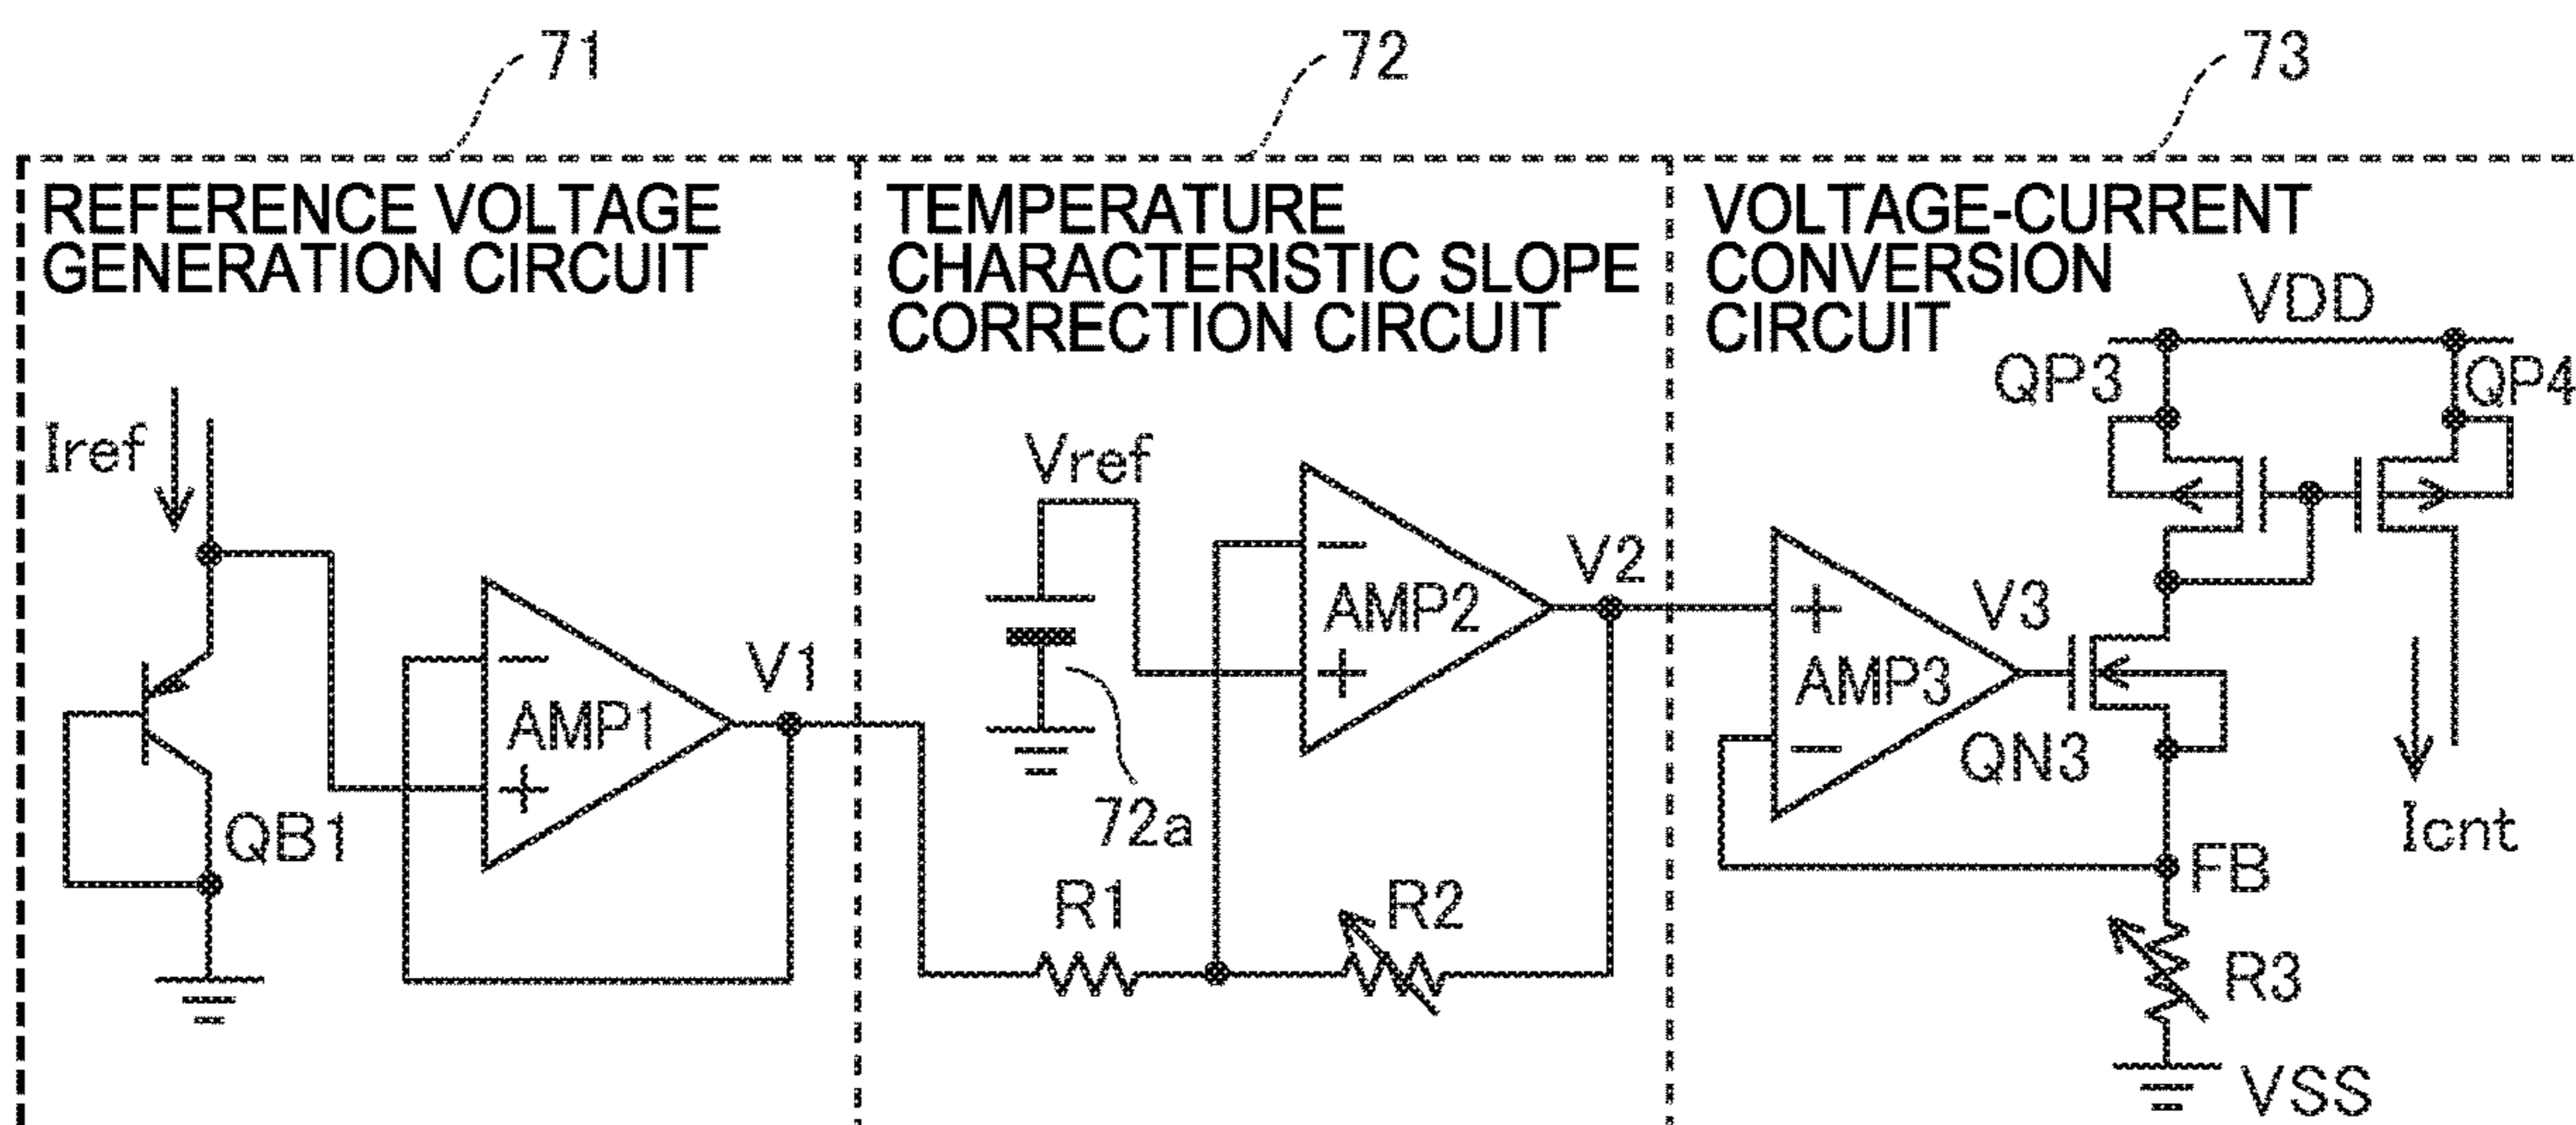 71
72
73
REFERENCE VOLTAGE
GENERATION CIRCUIT
TEMPERATURE
CHARACTERISTIC SLOPE
CORRECTION CIRCUIT
VOLTAGE-CURRENT
CONVERSION
CIRCUIT
VDD
QP3
QP4
Iref
Vref
V2
AMP2
V3
AMP3
V1
AMP1
QN3
72a
QB1
Icnt
FB
R1
R2
R3
VSS